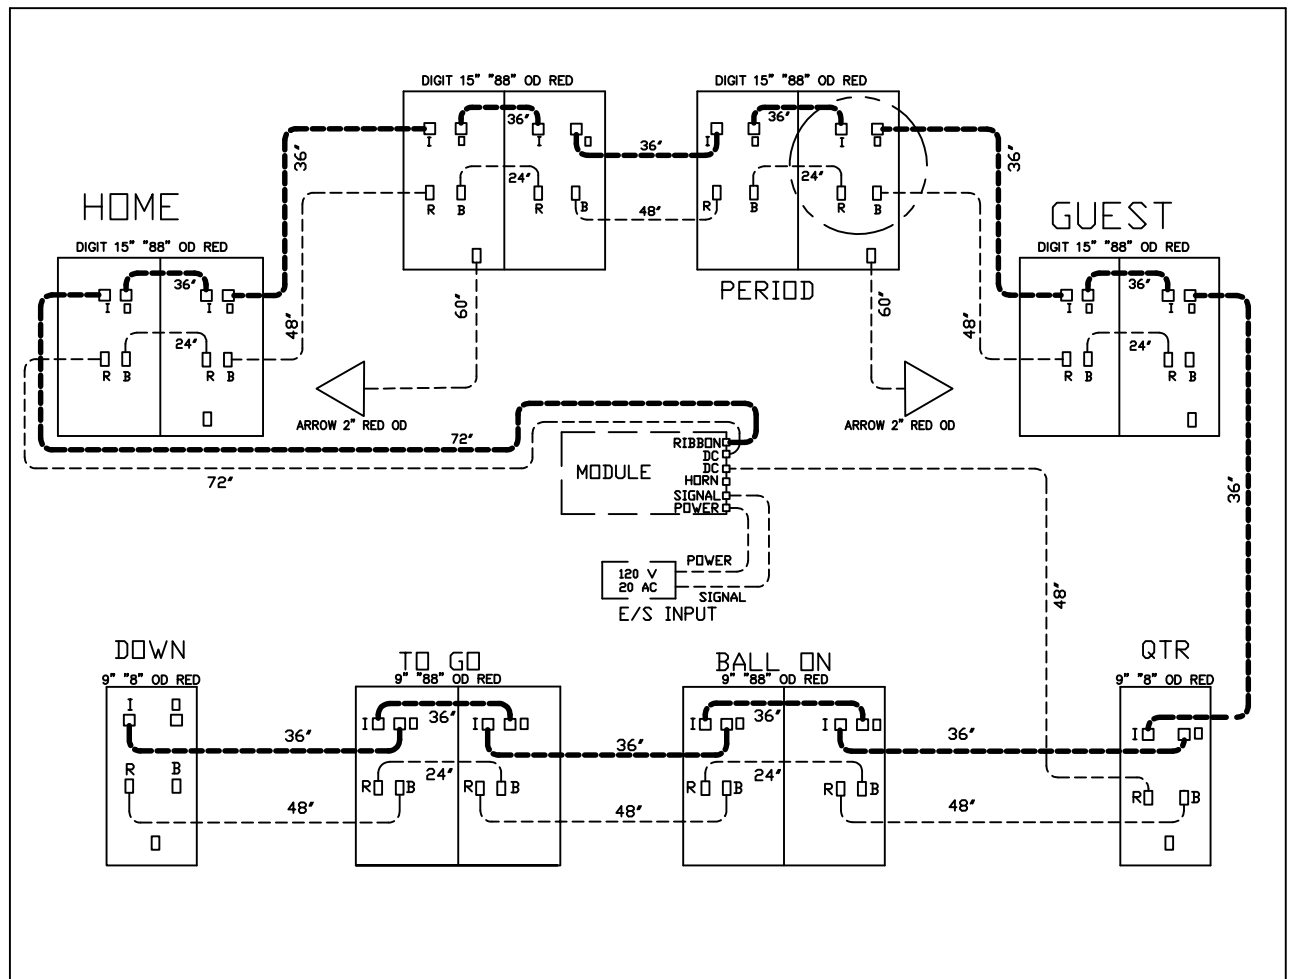 DIGIT 15" "88" OD RED
DIGIT 15" "88" OD RED
36" 36" 36"
I O I O I O I O
36" 36"
24" 24"
R B R B R B R B
48"
HOME
GUEST
DIGIT 15" "88" OD RED
DIGIT 15" "88" OD RED
PERIOD
36" 36"
I O I O I O I O
60" 60"
48" 48"
24" 24"
R B R B R B R B
ARROW 2" RED OD
ARROW 2" RED OD
72"
72"
MODULE
RIBBON
DC
DC
HORN
SIGNAL
POWER
36"
POWER
120 V
20 AC
SIGNAL
E/S INPUT
48"
DOWN
9" "8" OD RED
TO GO
9" "88" OD RED
BALL ON
9" "88" OD RED
QTR
9" "8" OD RED
I O
I O 36" I O
I O 36" I O
I O
36" 36" 36"
R B
24" 24"
R B R B R B R B
R B
48" 48" 48"